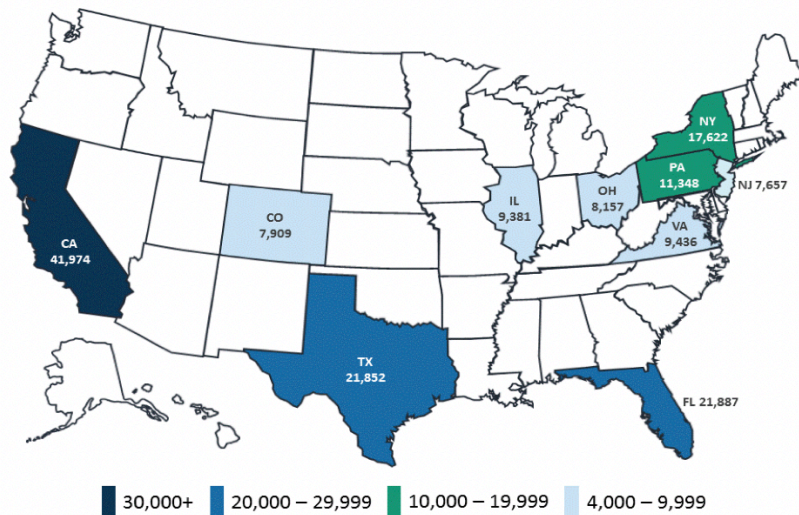 NY
17,622
PA
11,348
NJ 7,657
IL
9,381
OH
8,157
CO
7,909
VA
9,436
CA
41,974
TX
21,852
FL 21,887
30,000+
20,000 – 29,999
10,000 – 19,999
4,000 – 9,999